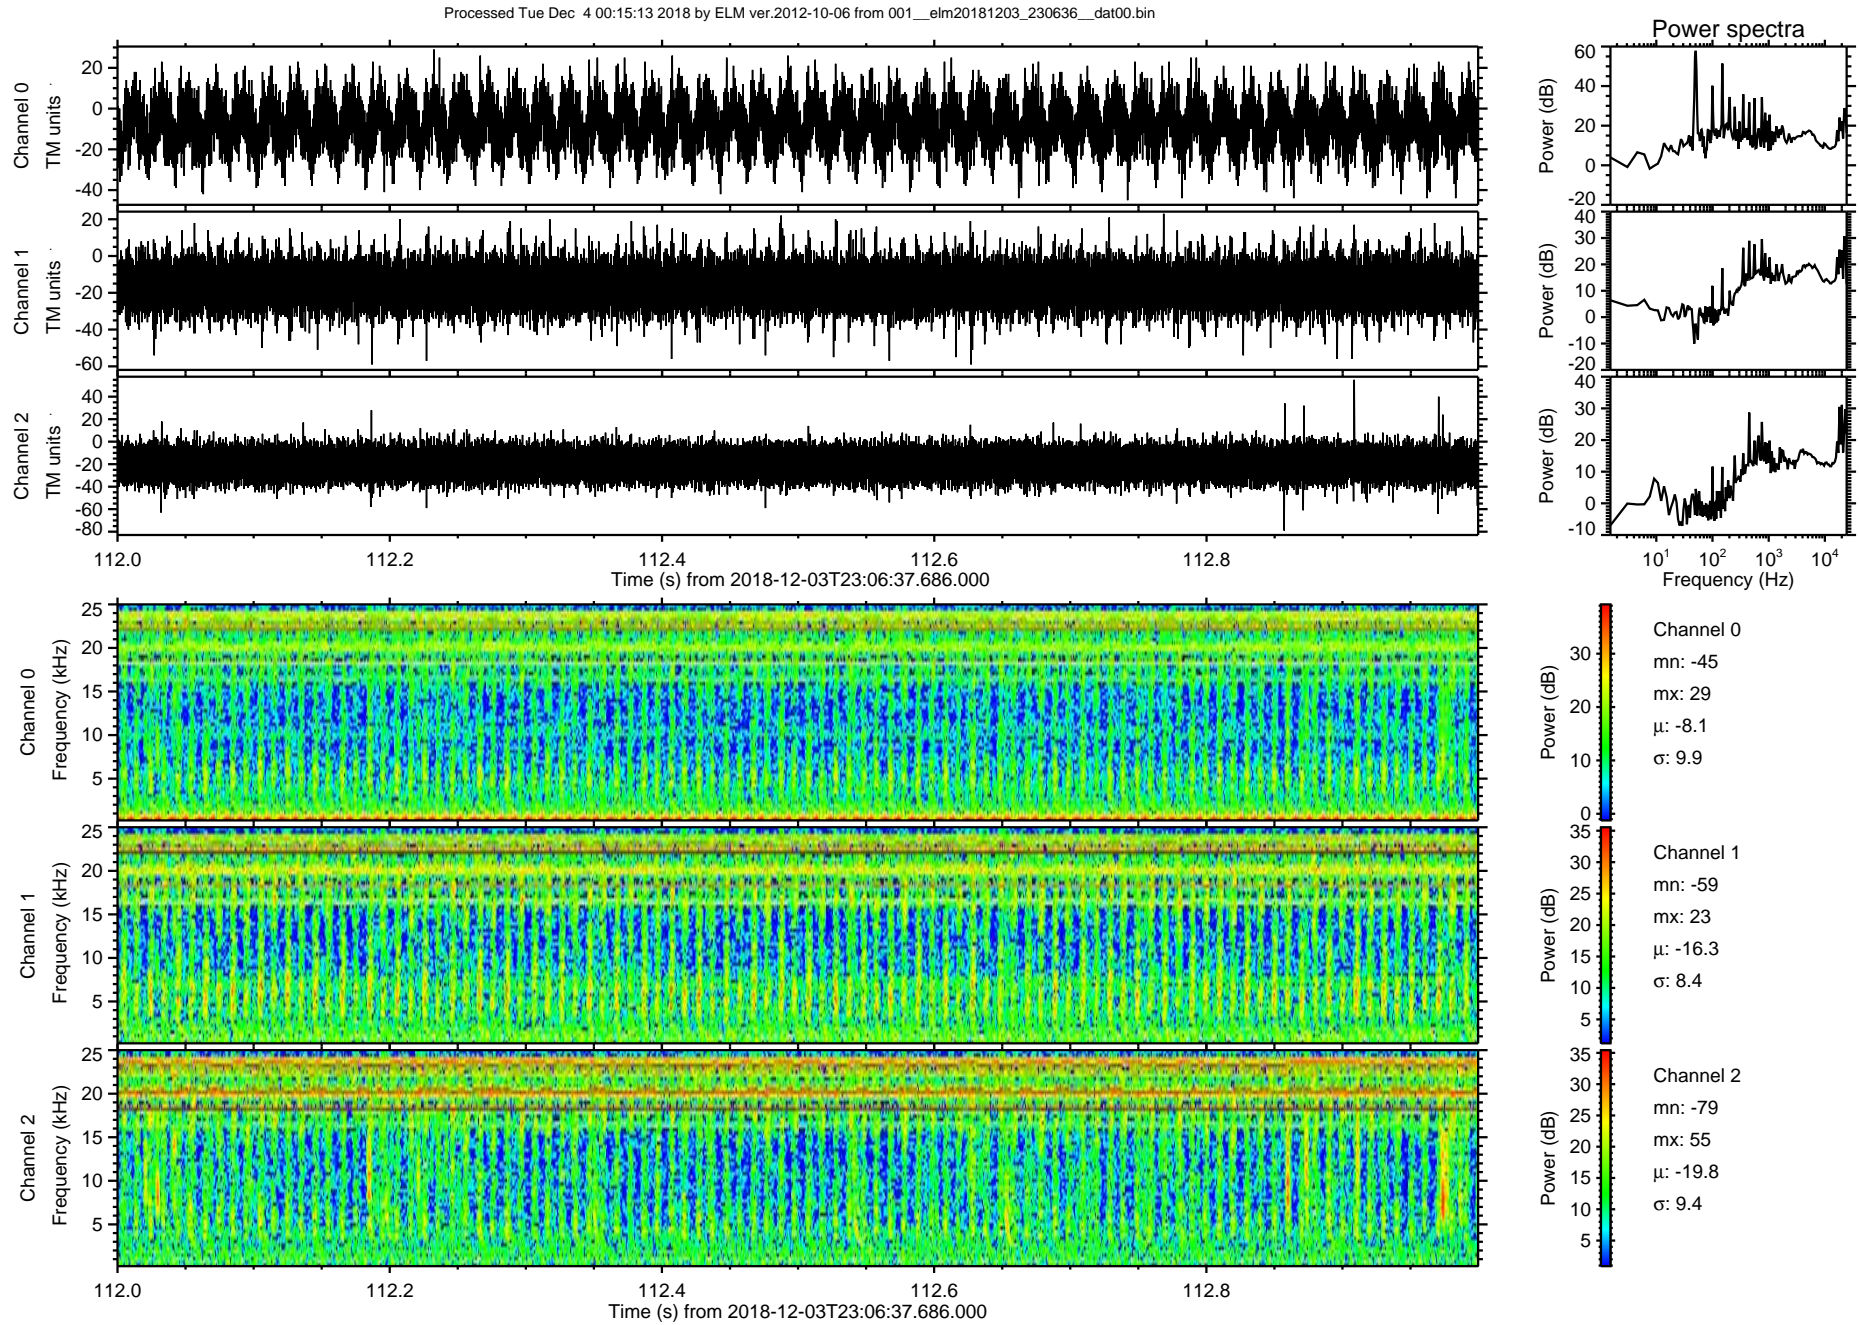 Processed Tue Dec  4 00:15:13 2018 by ELM ver.2012-10-06 from 001__elm20181203_230636__dat00.bin
Power spectra
Channel 0
TM units
20
0
-20
-40
Power (dB)
60
40
20
0
-20
Channel 1
TM units
20
0
-20
-40
-60
Power (dB)
40
30
20
10
0
-10
-20
Channel 2
TM units
40
20
0
-20
-40
-60
-80
Power (dB)
40
30
20
10
0
-10
112.0 112.2 112.4 112.6 112.8
Time (s) from 2018-12-03T23:06:37.686.000
10^1 10^2 10^3 10^4
Frequency (Hz)
Channel 0
Frequency (kHz)
25
20
15
10
5
Power (dB)
30
20
10
0
Channel 0
mn: -45
mx: 29
μ: -8.1
σ: 9.9
Channel 1
Frequency (kHz)
25
20
15
10
5
Power (dB)
35
30
25
20
15
10
5
Channel 1
mn: -59
mx: 23
μ: -16.3
σ: 8.4
Channel 2
Frequency (kHz)
25
20
15
10
5
Power (dB)
35
30
25
20
15
10
5
Channel 2
mn: -79
mx: 55
μ: -19.8
σ: 9.4
112.0 112.2 112.4 112.6 112.8
Time (s) from 2018-12-03T23:06:37.686.000